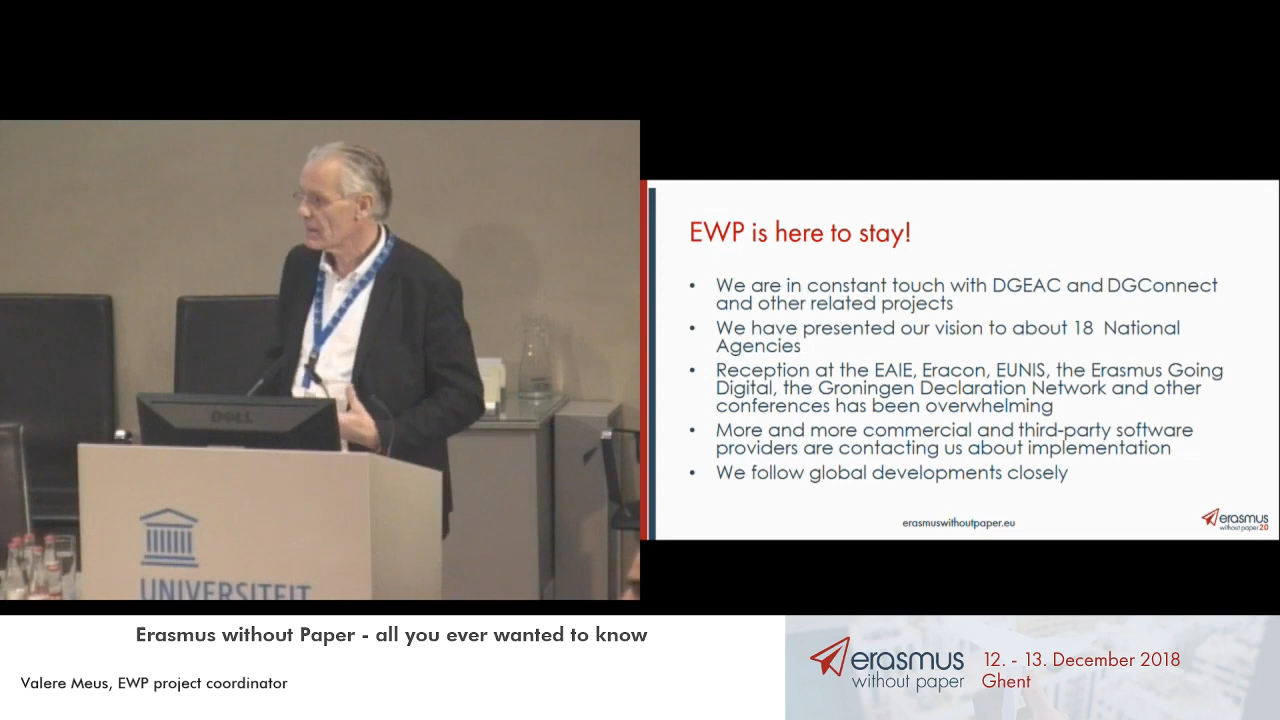 DELL
UNIVERSITEIT
EWP is here to stay!
• We are in constant touch with DGEAC and DGConnect
and other related projects
• We have presented our vision to about 18 National
Agencies
• Reception at the EAIE, Eracon, EUNIS, the Erasmus Going
Digital, the Groningen Declaration Network and other
conferences has been overwhelming
• More and more commercial and third-party software
providers are contacting us about implementation
• We follow global developments closely
erasmuswithoutpaper.eu
erasmus
without paper 2.0
Erasmus without Paper - all you ever wanted to know
Valere Meus, EWP project coordinator
erasmus
without paper
12. - 13. December 2018
Ghent